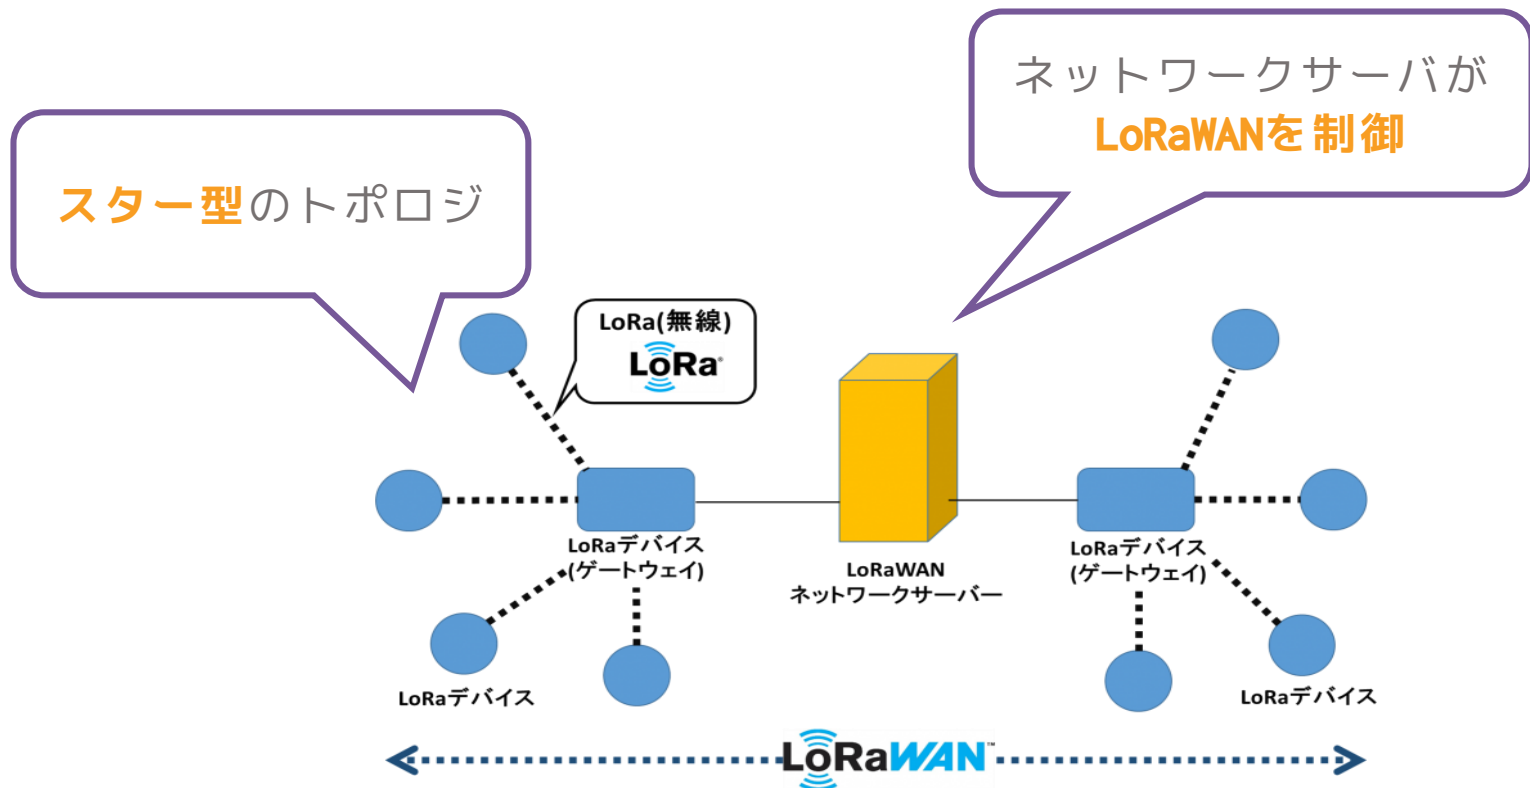 ネットワークサーバが
LoRaWANを制御
スター型のトポロジ
LoRa(無線)
LoRa
LoRaデバイス
(ゲートウェイ)
LoRaWAN
ネットワークサーバー
LoRaデバイス
(ゲートウェイ)
LoRaデバイス
LoRaデバイス
LoRaWAN™